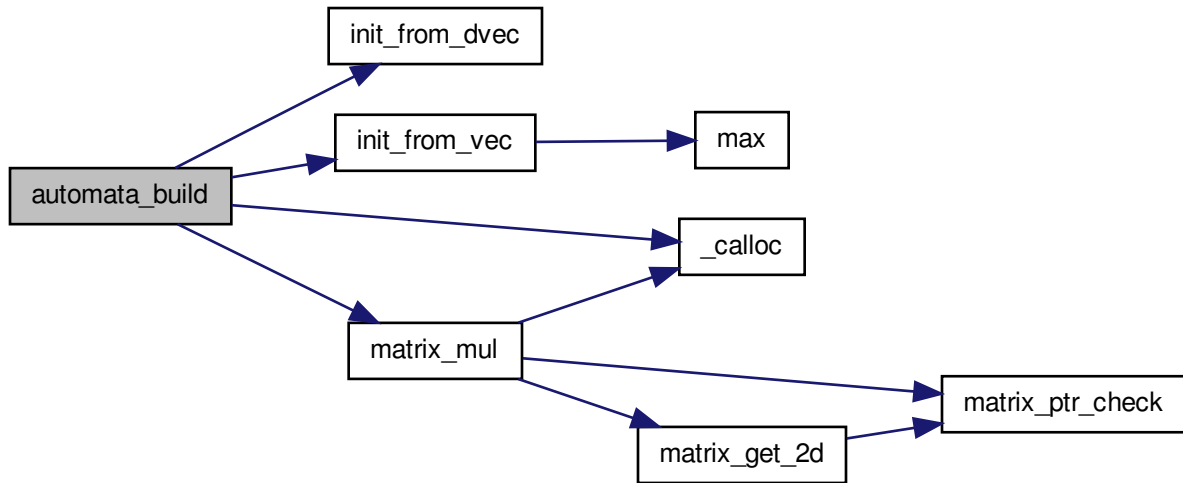 init_from_dvec
init_from_vec
max
automata_build
_calloc
matrix_mul
matrix_ptr_check
matrix_get_2d